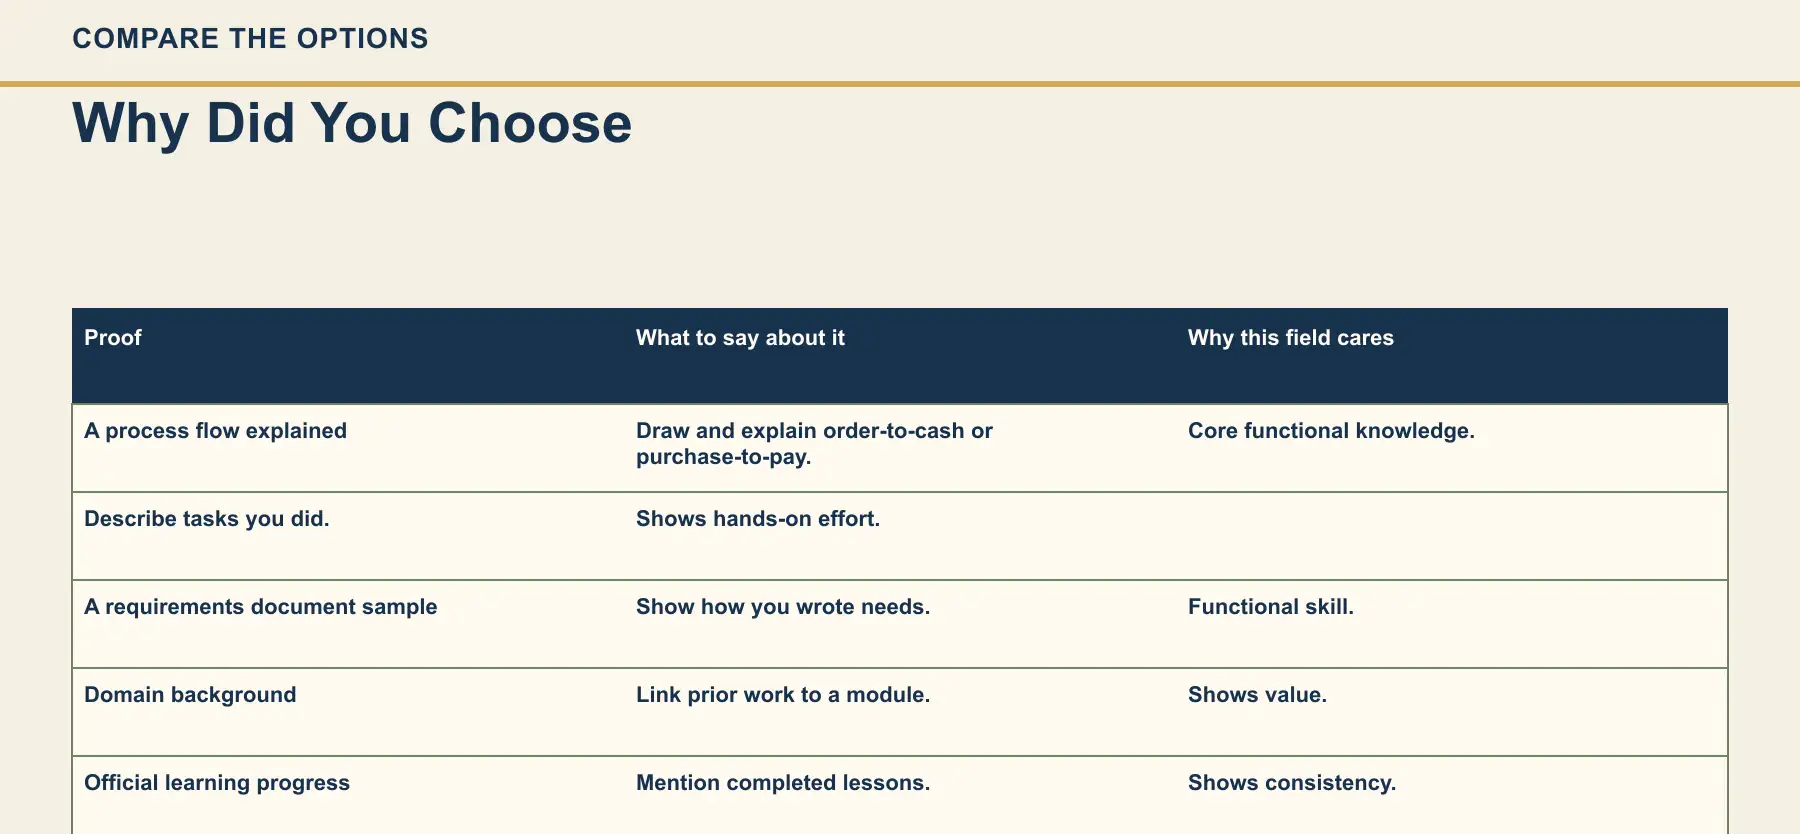 COMPARE THE OPTIONS
Why Did You Choose
Proof
What to say about it
Why this field cares
A process flow explained
Draw and explain order-to-cash or
purchase-to-pay.
Core functional knowledge.
Describe tasks you did.
Shows hands-on effort.
A requirements document sample
Show how you wrote needs.
Functional skill.
Domain background
Link prior work to a module.
Shows value.
Official learning progress
Mention completed lessons.
Shows consistency.